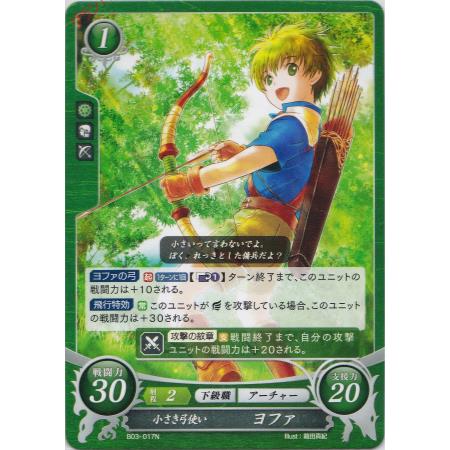 1
小さいって言わないでよ。
ぼく、れっきとした傭兵だよ?
ヨファの弓 起 1ターンに1回【1】ターン終了まで、このユニットの
戦闘力は+10される。
飛行特効 常 このユニットが を攻撃している場合、このユニット
の戦闘力は+30される。
攻撃の紋章 支 戦闘終了まで、自分の攻撃
ユニットの戦闘力は+20される。
戦闘力 30
射程 2 下級職 アーチャー
支援力 20
小さき弓使い ヨファ
B03-017N